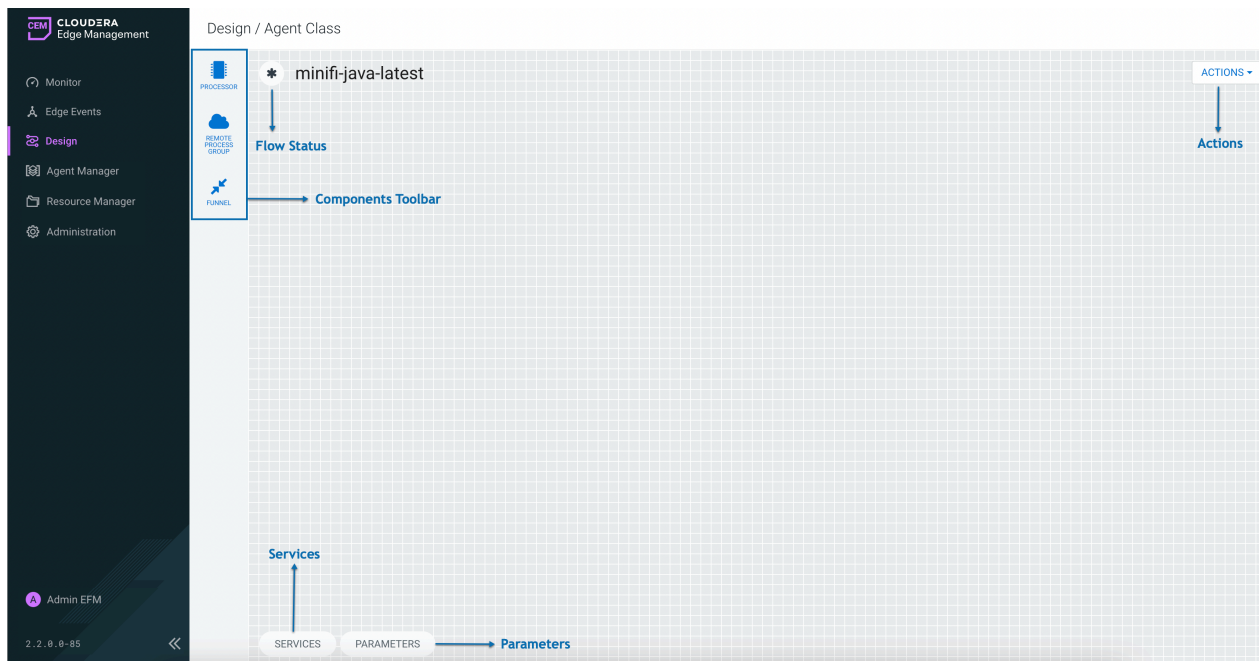 CEM CLOUDERA
Edge Management
Design / Agent Class
Monitor
Edge Events
Design
Agent Manager
Resource Manager
Administration
PROCESSOR
REMOTE
PROCESS
GROUP
FUNNEL
* minifi-java-latest
ACTIONS
Flow Status
Actions
Components Toolbar
Services
A Admin EFM
2.2.0.0-85
SERVICES
PARAMETERS
Parameters